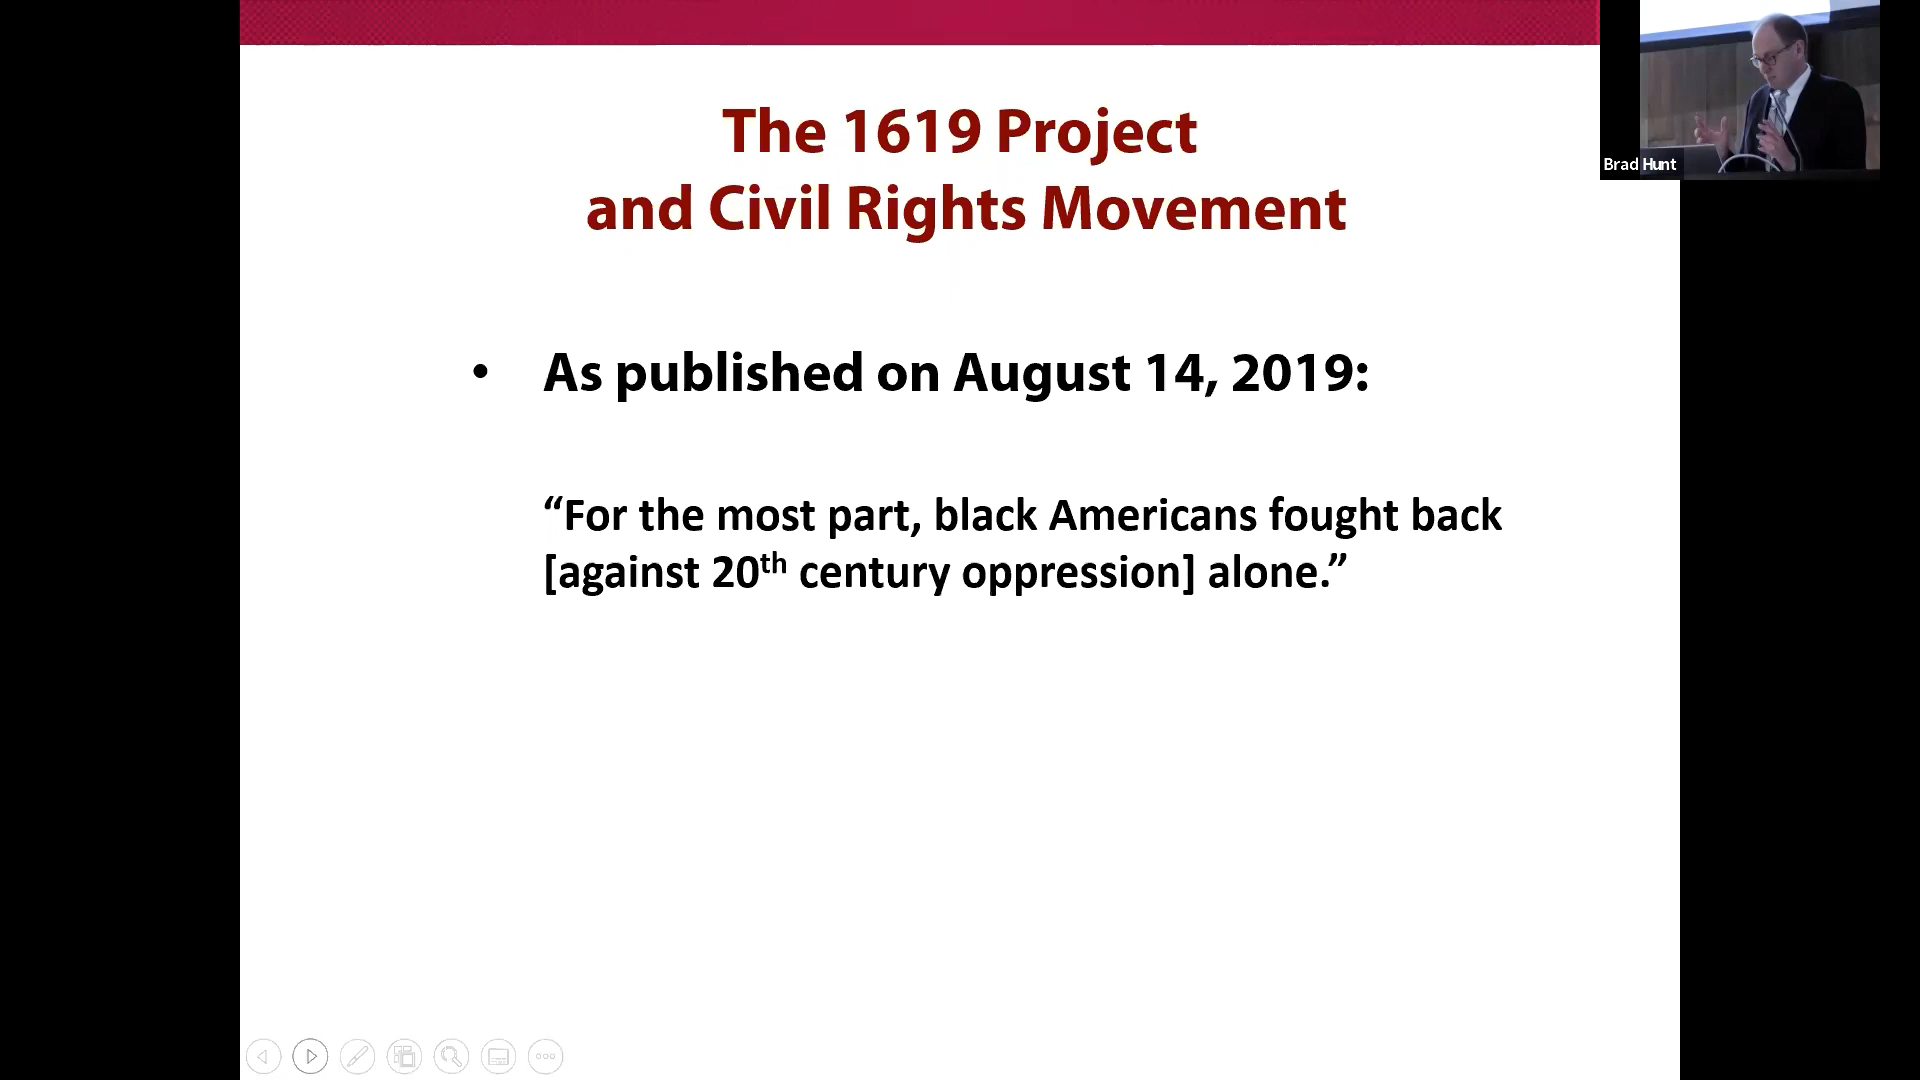 The 1619 Project
and Civil Rights Movement
Brad Hunt
• As published on August 14, 2019:
“For the most part, black Americans fought back
[against 20th century oppression] alone.”